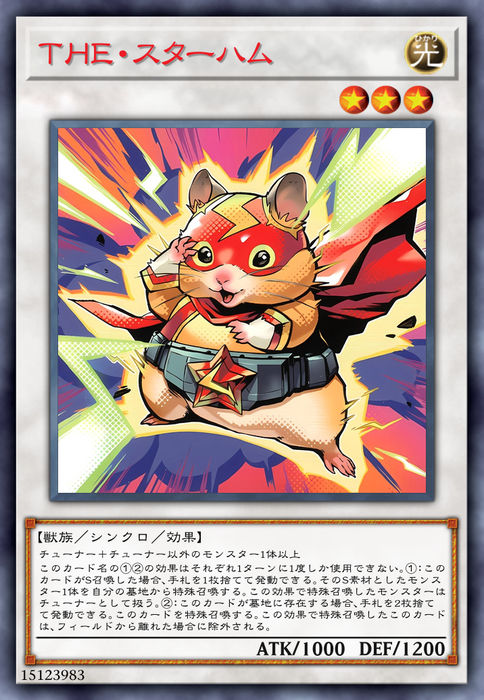 THE・スターハム
ひかり
光
【獣族／シンクロ／効果】
チューナー＋チューナー以外のモンスター1体以上
このカード名の①②の効果はそれぞれ1ターンに1度しか使用できない。①：この
カードがS召喚した場合、手札を1枚捨てて発動できる。そのS素材としたモンス
ター1体を自分の墓地から特殊召喚する。この効果で特殊召喚したモンスターは
チューナーとして扱う。②：このカードが墓地に存在する場合、手札を2枚捨て
て発動できる。このカードを特殊召喚する。この効果で特殊召喚したこのカード
は、フィールドから離れた場合に除外される。
ATK/1000 DEF/1200
15123983